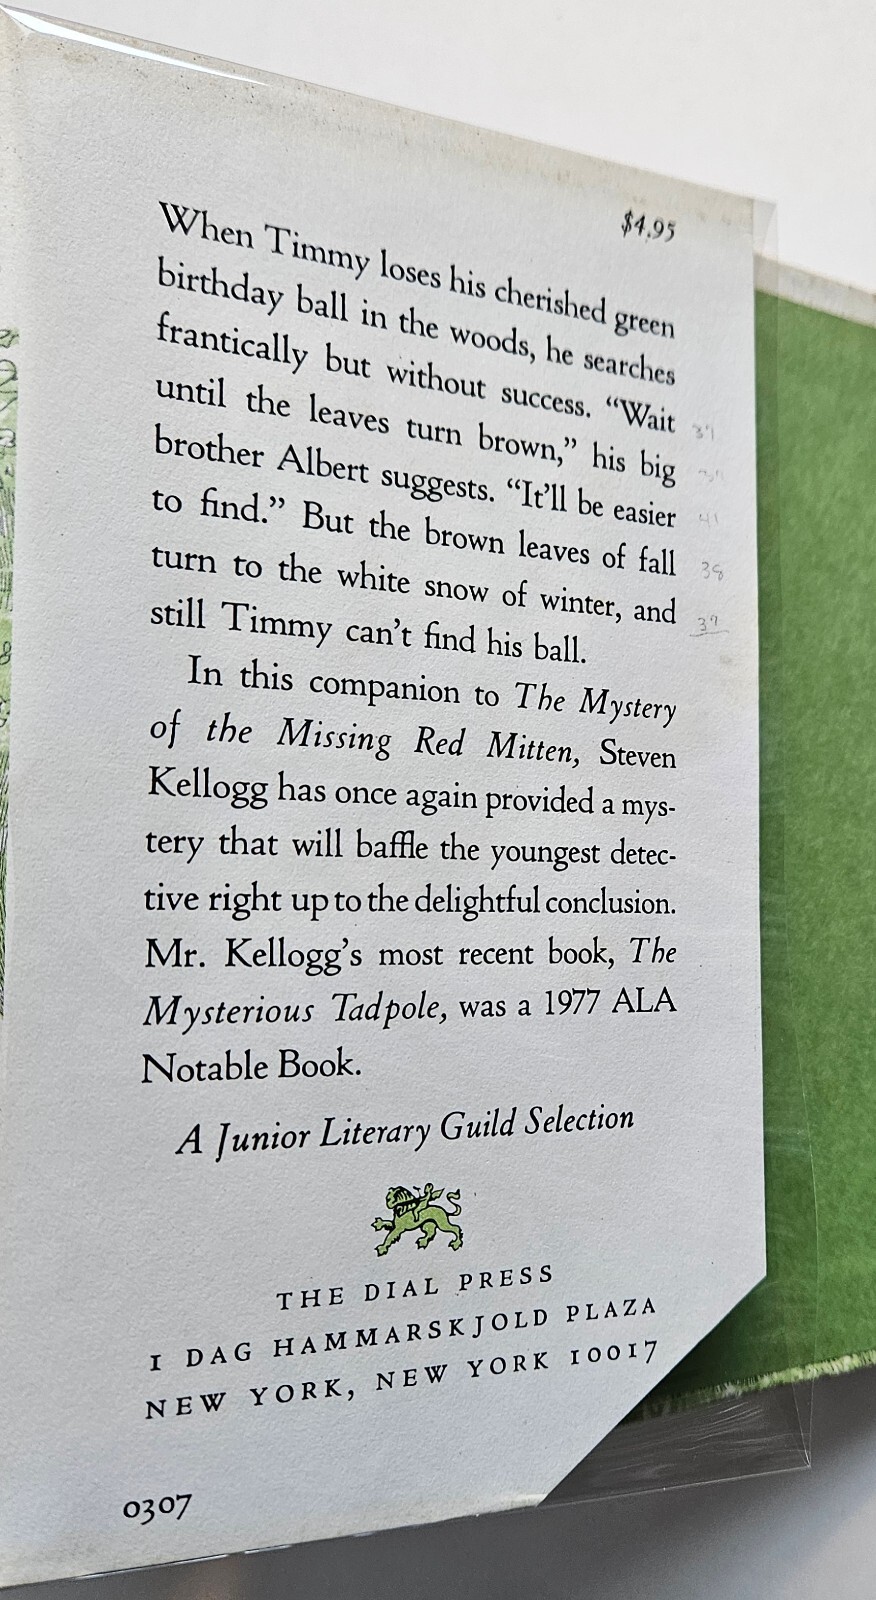 $4.95
When Timmy loses his cherished green
birthday ball in the woods, he searches
frantically but without success. “Wait
until the leaves turn brown,” his big
brother Albert suggests. “It’ll be easier
to find.” But the brown leaves of fall
turn to the white snow of winter, and
still Timmy can’t find his ball.
In this companion to The Mystery
of the Missing Red Mitten, Steven
Kellogg has once again provided a mys-
tery that will baffle the youngest detec-
tive right up to the delightful conclusion.
Mr. Kellogg’s most recent book, The
Mysterious Tadpole, was a 1977 ALA
Notable Book.
A Junior Literary Guild Selection
THE DIAL PRESS
1 DAG HAMMARSKJOLD PLAZA
NEW YORK, NEW YORK 10017
0307